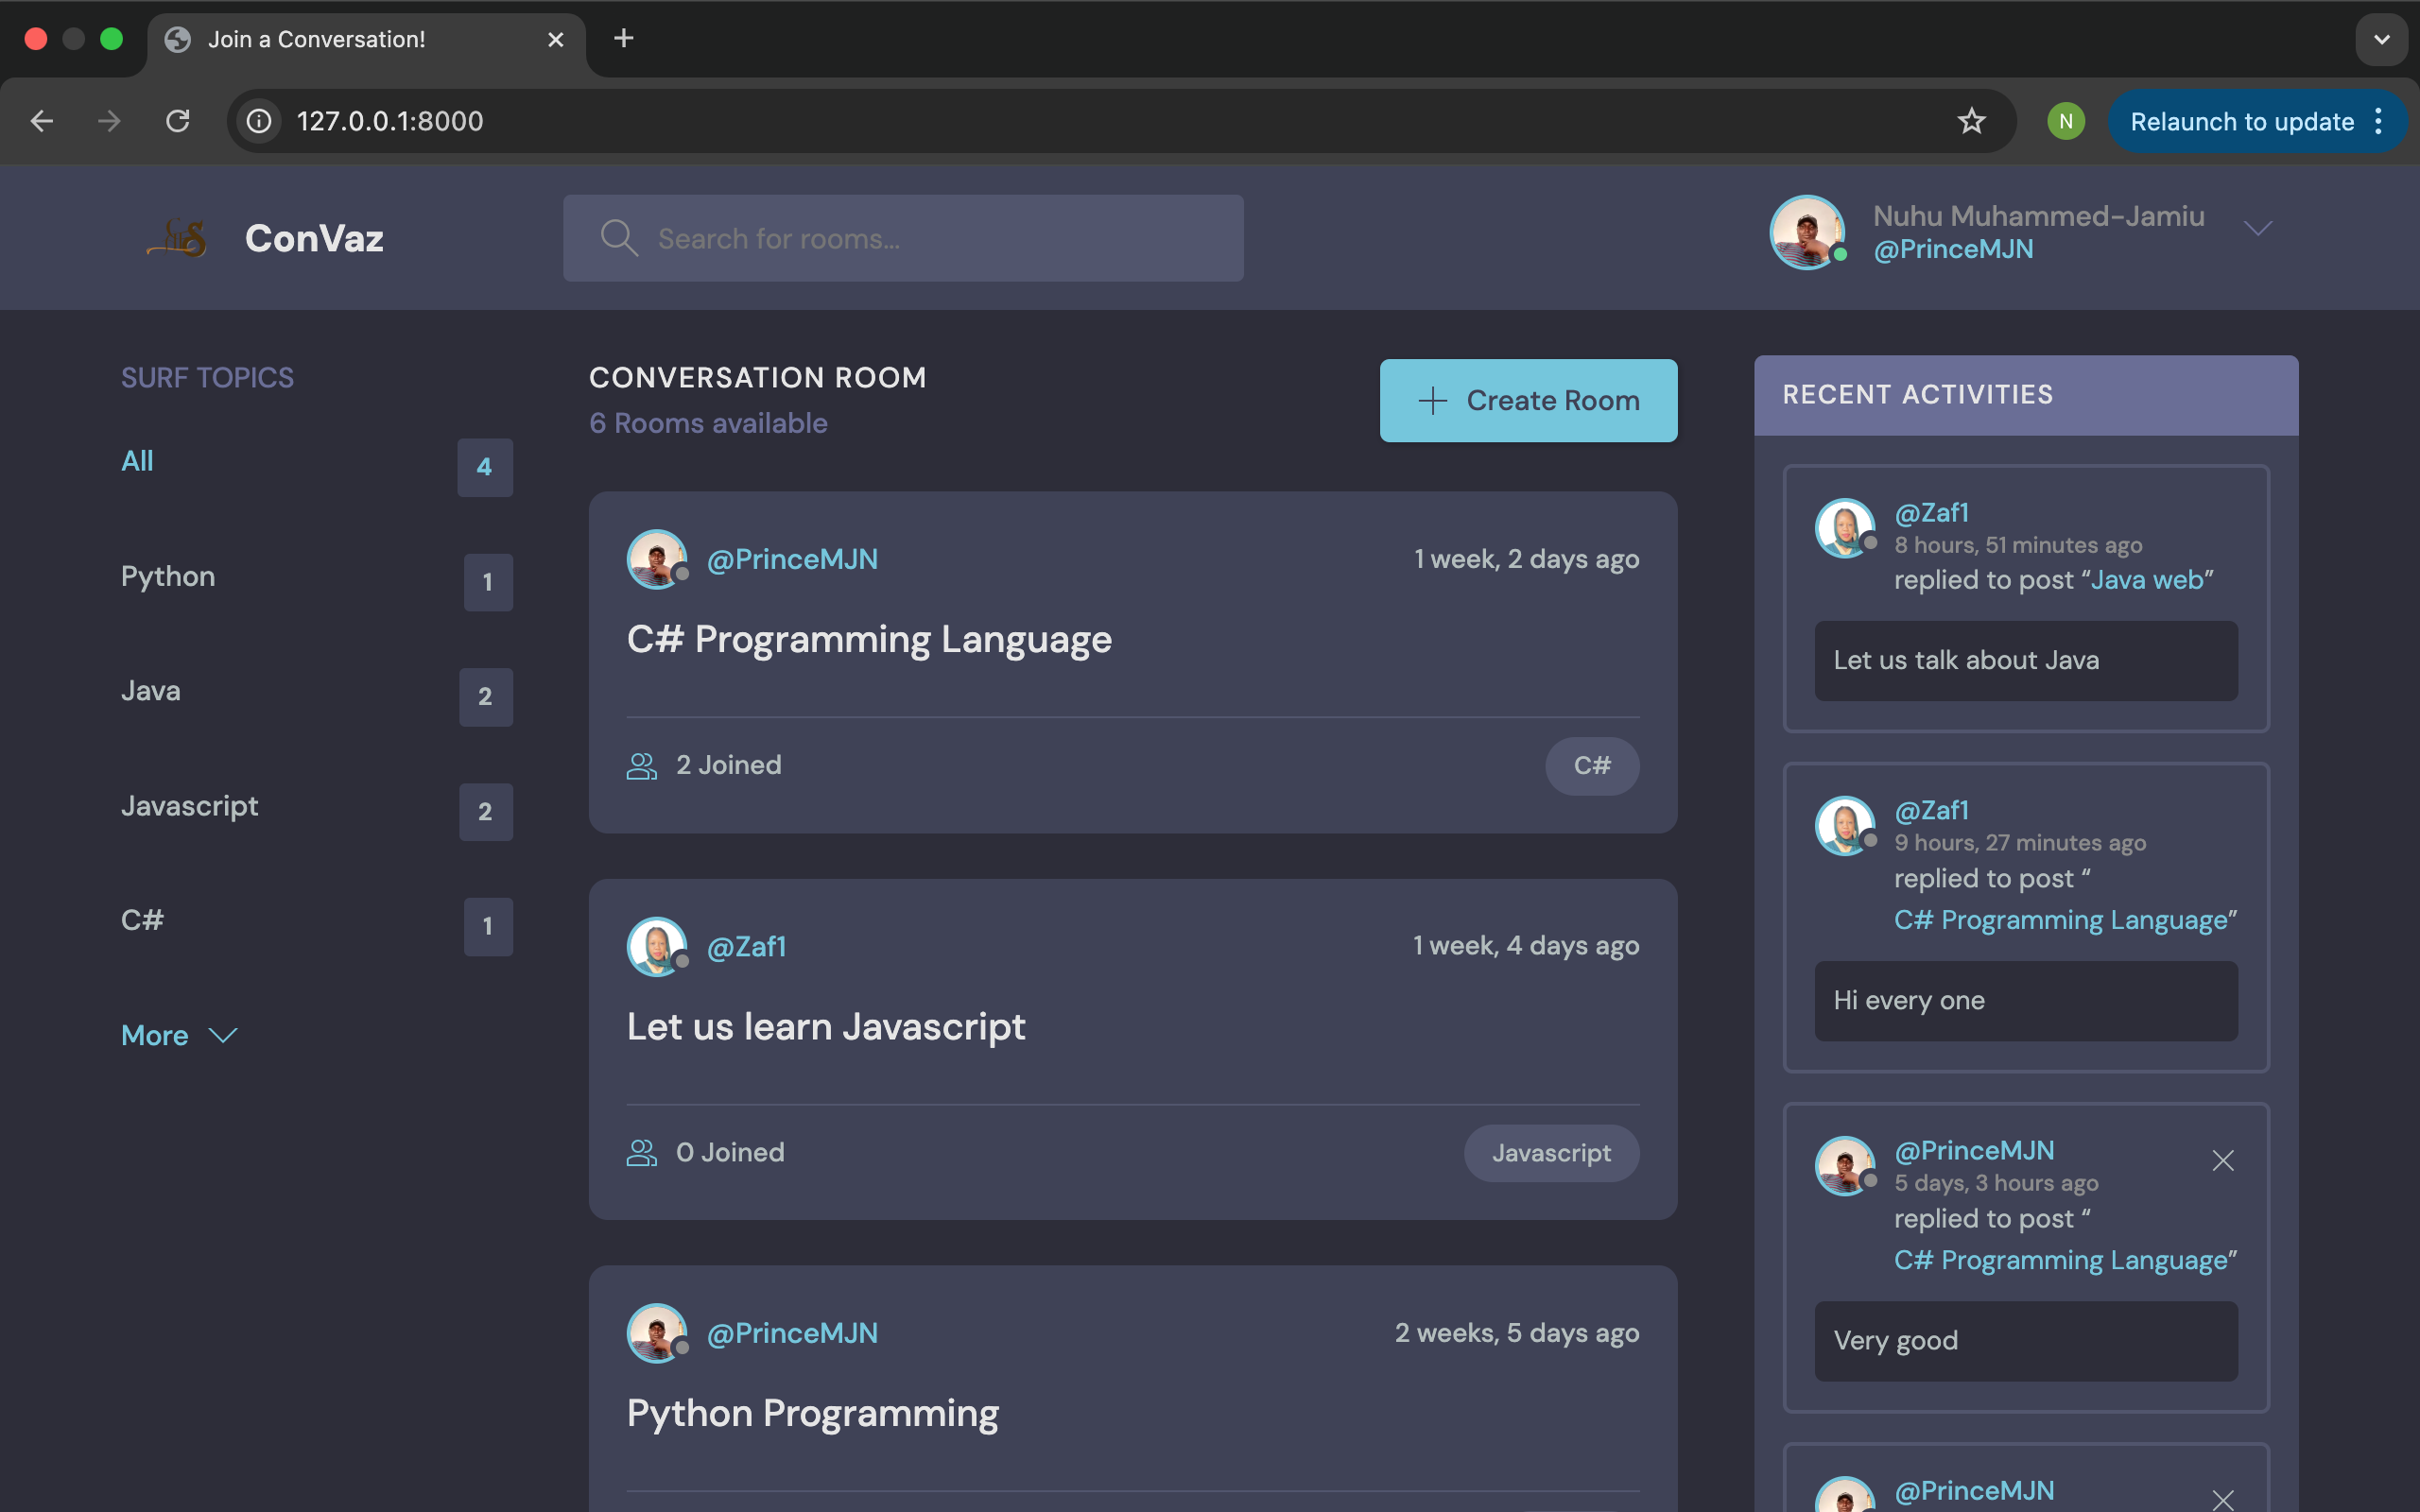 Join a Conversation!
127.0.0.1:8000
N
Relaunch to update
ConVaz
Search for rooms...
Nuhu Muhammed-Jamiu
@PrinceMJN
SURF TOPICS
All 4
Python 1
Java 2
Javascript 2
C# 1
More
CONVERSATION ROOM
6 Rooms available
Create Room
@PrinceMJN 1 week, 2 days ago
C# Programming Language
2 Joined C#
@Zaf1 1 week, 4 days ago
Let us learn Javascript
0 Joined Javascript
@PrinceMJN 2 weeks, 5 days ago
Python Programming
RECENT ACTIVITIES
@Zaf1
8 hours, 51 minutes ago
replied to post “Java web”
Let us talk about Java
@Zaf1
9 hours, 27 minutes ago
replied to post “
C# Programming Language”
Hi every one
@PrinceMJN
5 days, 3 hours ago
replied to post “
C# Programming Language”
Very good
@PrinceMJN